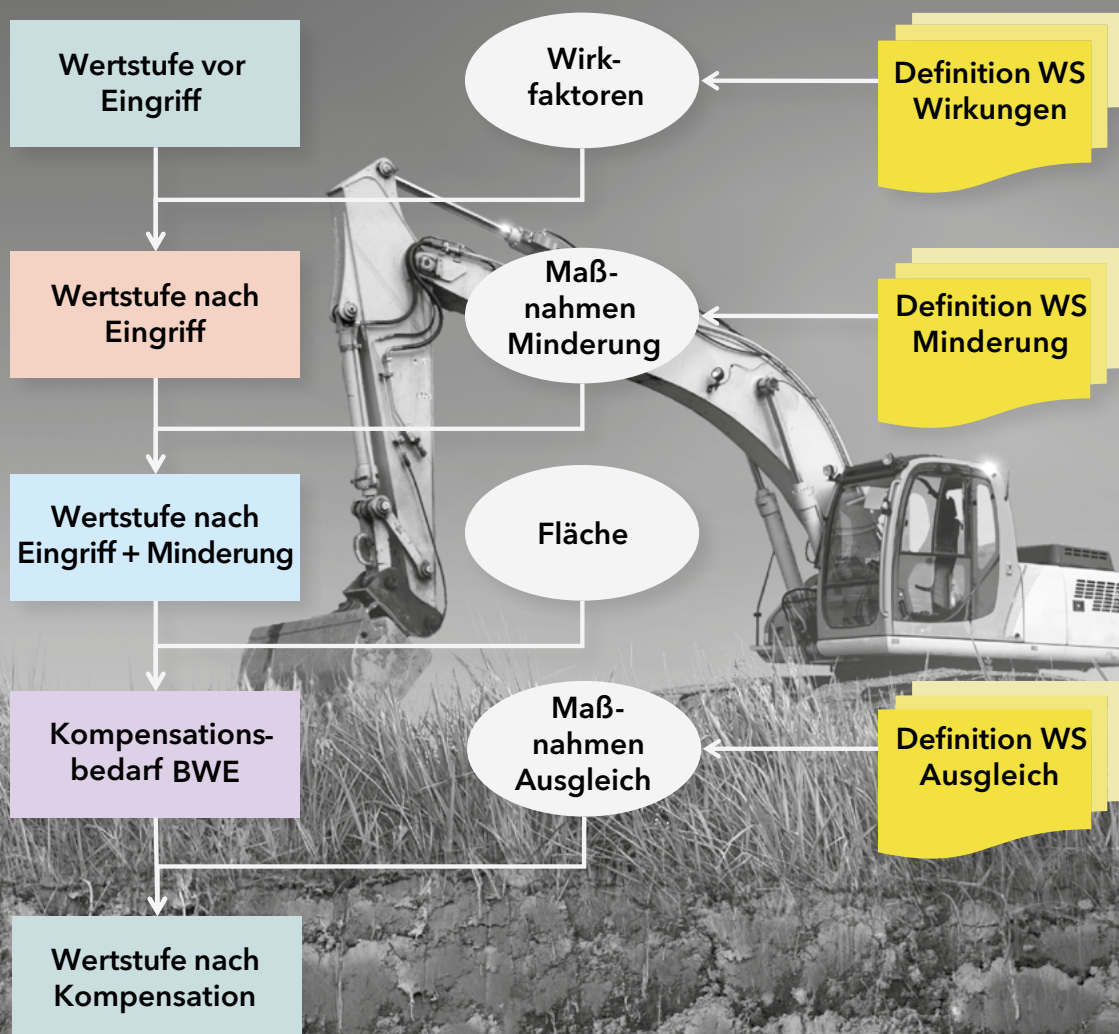 Wertstufe vor
Eingriff
Wirk-
faktoren
Definition WS
Wirkungen
Wertstufe nach
Eingriff
Maß-
nahmen
Minderung
Definition WS
Minderung
Wertstufe nach
Eingriff + Minderung
Fläche
Kompensations-
bedarf BWE
Maß-
nahmen
Ausgleich
Definition WS
Ausgleich
Wertstufe nach
Kompensation